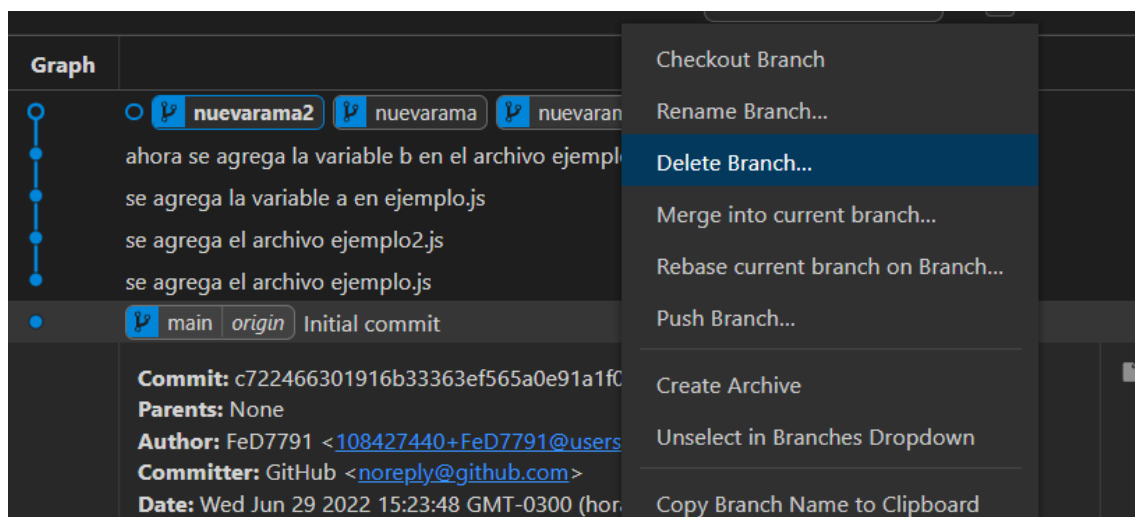 Graph
nuevarama2 nuevarama
ahora se agrega la variable b en el archivo
se agrega la variable a en ejemplo.js
se agrega el archivo ejemplo2.js
se agrega el archivo ejemplo.js
main origin Initial commit
Commit: c722466301916b33363ef565a0e91a1f0
Parents: None
Author: FeD7791 <108427440+FeD7791@users
Committer: GitHub <noreply@github.com>
Date: Wed Jun 29 2022 15:23:48 GMT-0300
Checkout Branch
Rename Branch...
Delete Branch...
Merge into current branch...
Rebase current branch on Branch...
Push Branch...
Create Archive
Unselect in Branches Dropdown
Copy Branch Name to Clipboard